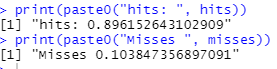 > print(paste0("hits: ", hits))
[1] "hits: 0.896152643102909"
> print(paste0("Misses ", misses))
[1] "Misses 0.103847356897091"